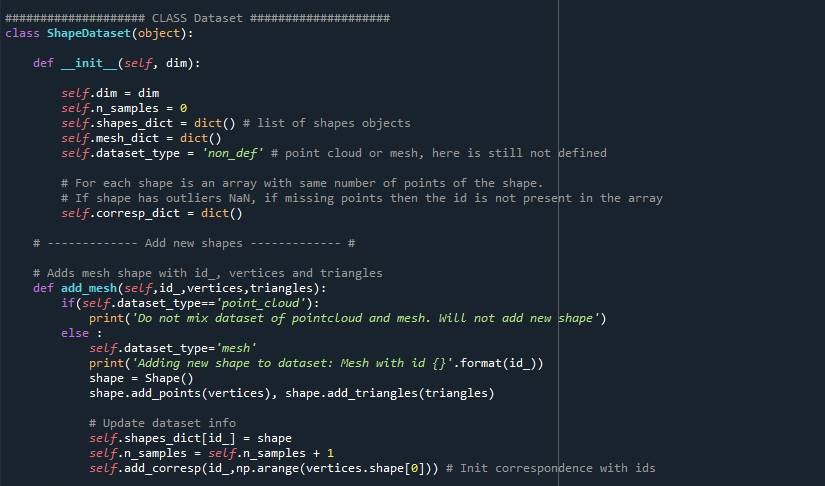 #################### CLASS Dataset ####################
class ShapeDataset(object):
def __init__(self, dim):
self.dim = dim
self.n_samples = 0
self.shapes_dict = dict() # list of shapes objects
self.mesh_dict = dict()
self.dataset_type = 'non_def' # point cloud or mesh, here is still not defined
# For each shape is an array with same number of points of the shape.
# If shape has outliers NaN, if missing points then the id is not present in the array
self.corresp_dict = dict()
# ------------- Add new shapes ------------- #
# Adds mesh shape with id_, vertices and triangles
def add_mesh(self,id_,vertices,triangles):
if(self.dataset_type=='point_cloud'):
print('Do not mix dataset of pointcloud and mesh. Will not add new shape')
else :
self.dataset_type='mesh'
print('Adding new shape to dataset: Mesh with id {}'.format(id_))
shape = Shape()
shape.add_points(vertices), shape.add_triangles(triangles)
# Update dataset info
self.shapes_dict[id_] = shape
self.n_samples = self.n_samples + 1
self.add_corresp(id_,np.arange(vertices.shape[0])) # Init correspondence with ids